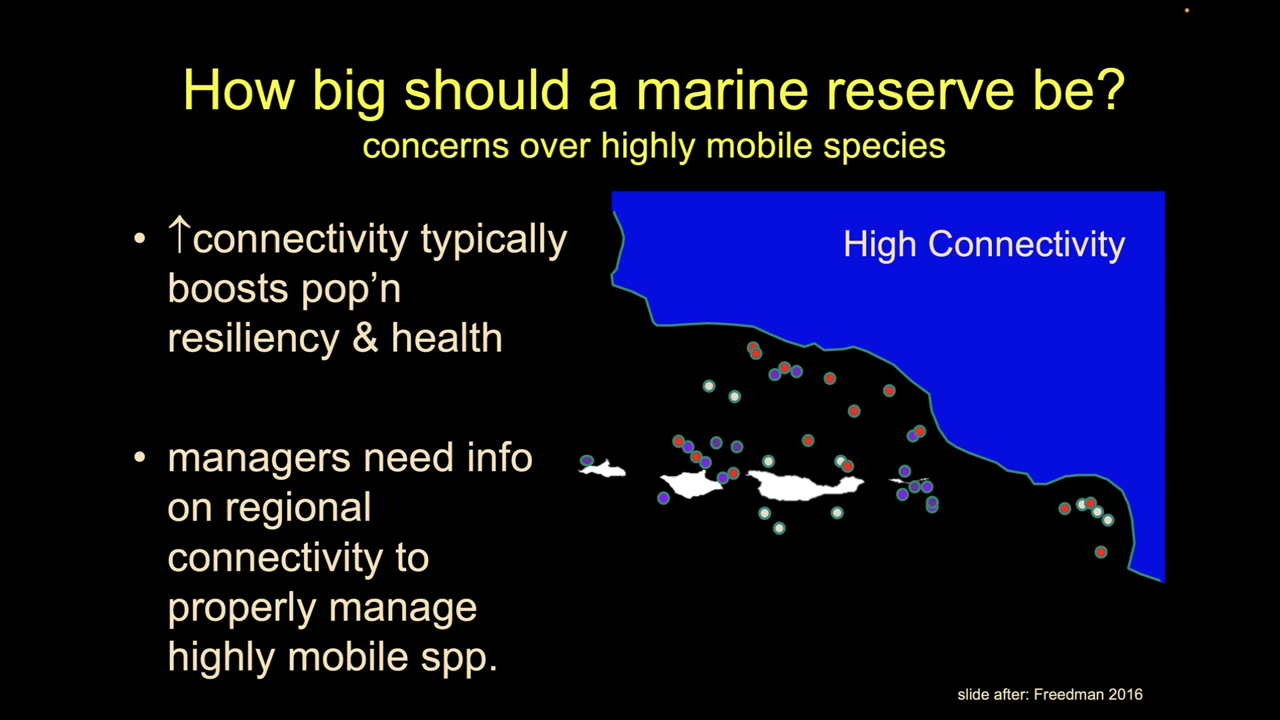 How big should a marine reserve be?
concerns over highly mobile species
• ↑connectivity typically
boosts pop’n
resiliency & health
• managers need info
on regional
connectivity to
properly manage
highly mobile spp.
High Connectivity
slide after: Freedman 2016